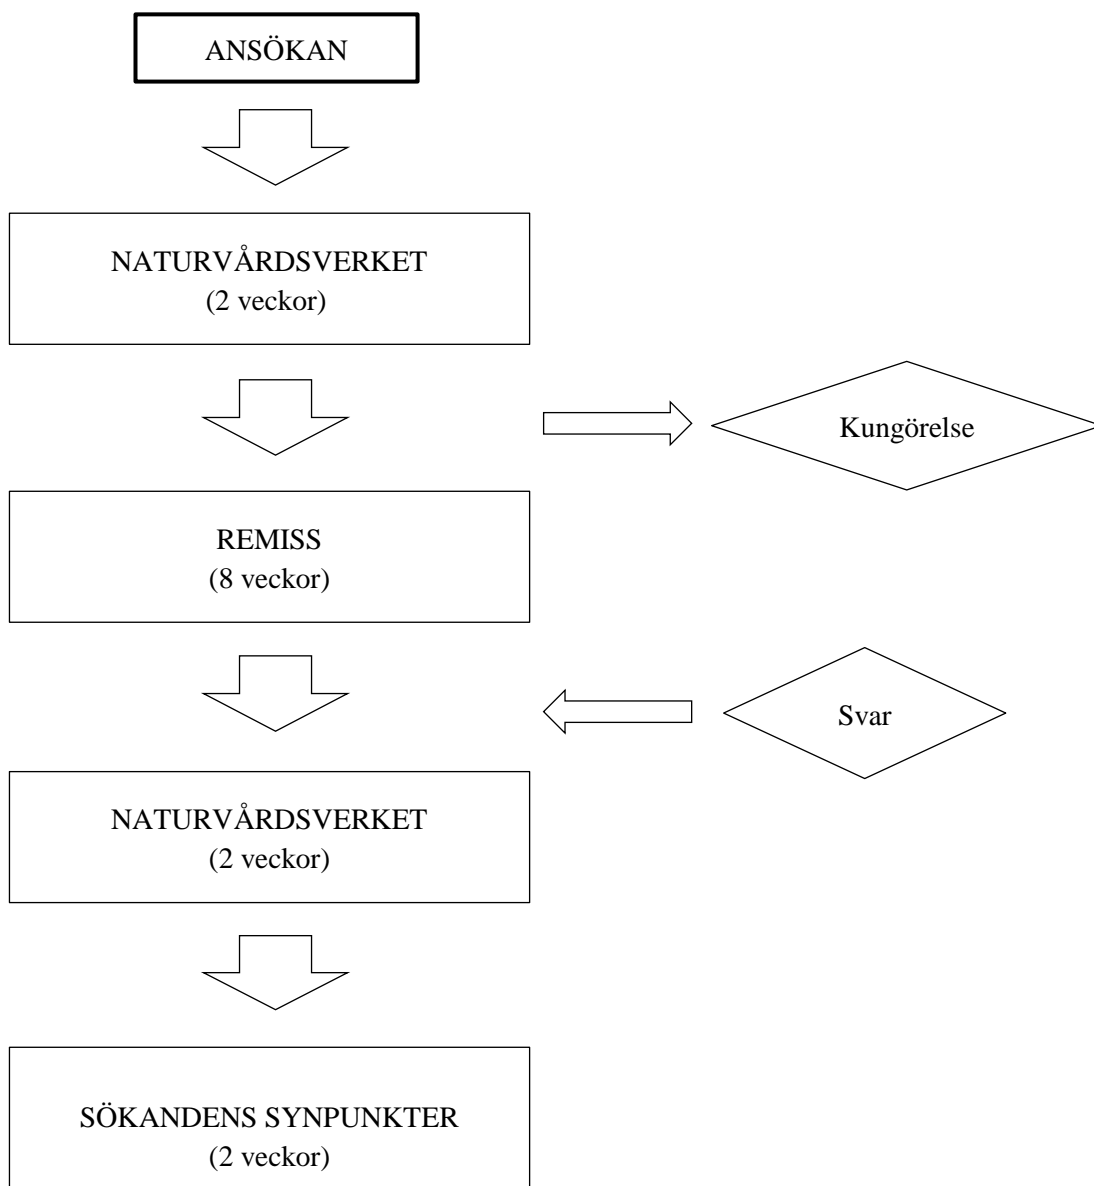 ANSÖKAN
NATURVÅRDSVERKET
(2 veckor)
Kungörelse
REMISS
(8 veckor)
Svar
NATURVÅRDSVERKET
(2 veckor)
SÖKANDENS SYNPUNKTER
(2 veckor)